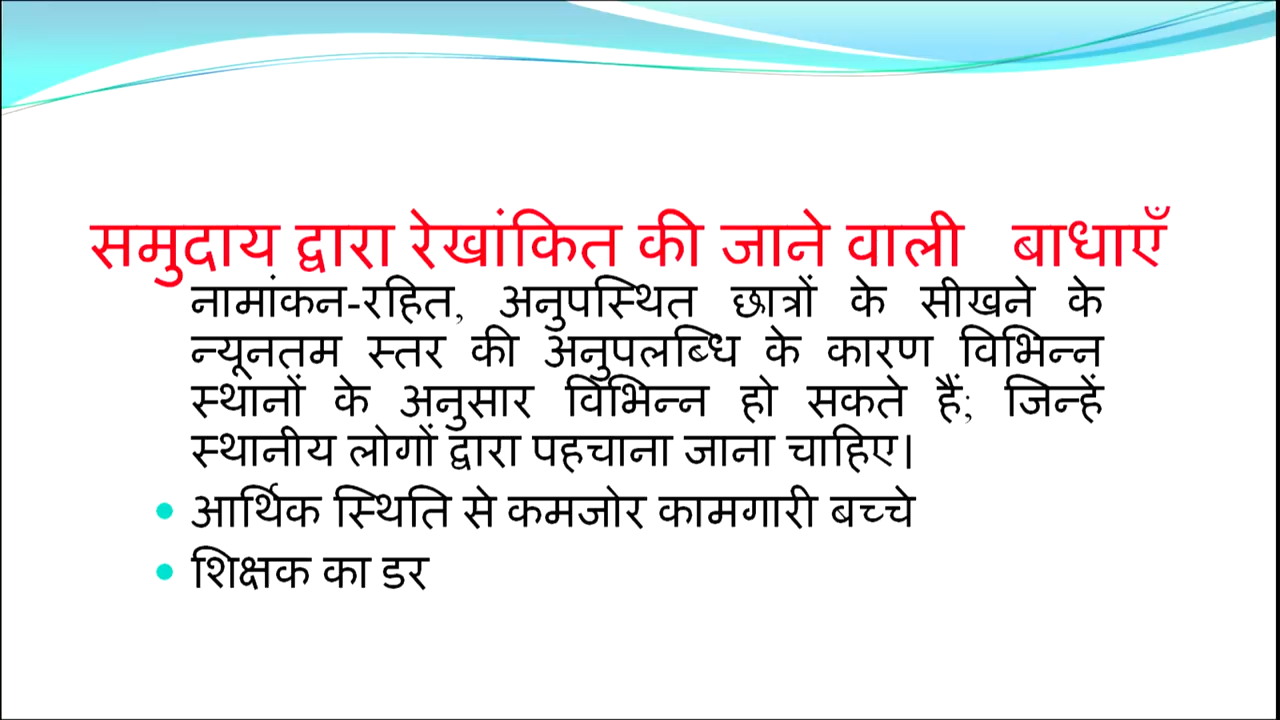 समुदाय द्वारा रेखांकित की जाने वाली बाधाएँ
नामांकन-रहित, अनुपस्थित छात्रों के सीखने के
न्यूनतम स्तर की अनुपलब्धि के कारण विभिन्न
स्थानों के अनुसार विभिन्न हो सकते हैं; जिन्हें
स्थानीय लोगों द्वारा पहचाना जाना चाहिए।
• आर्थिक स्थिति से कमजोर कामगारी बच्चे
• शिक्षक का डर